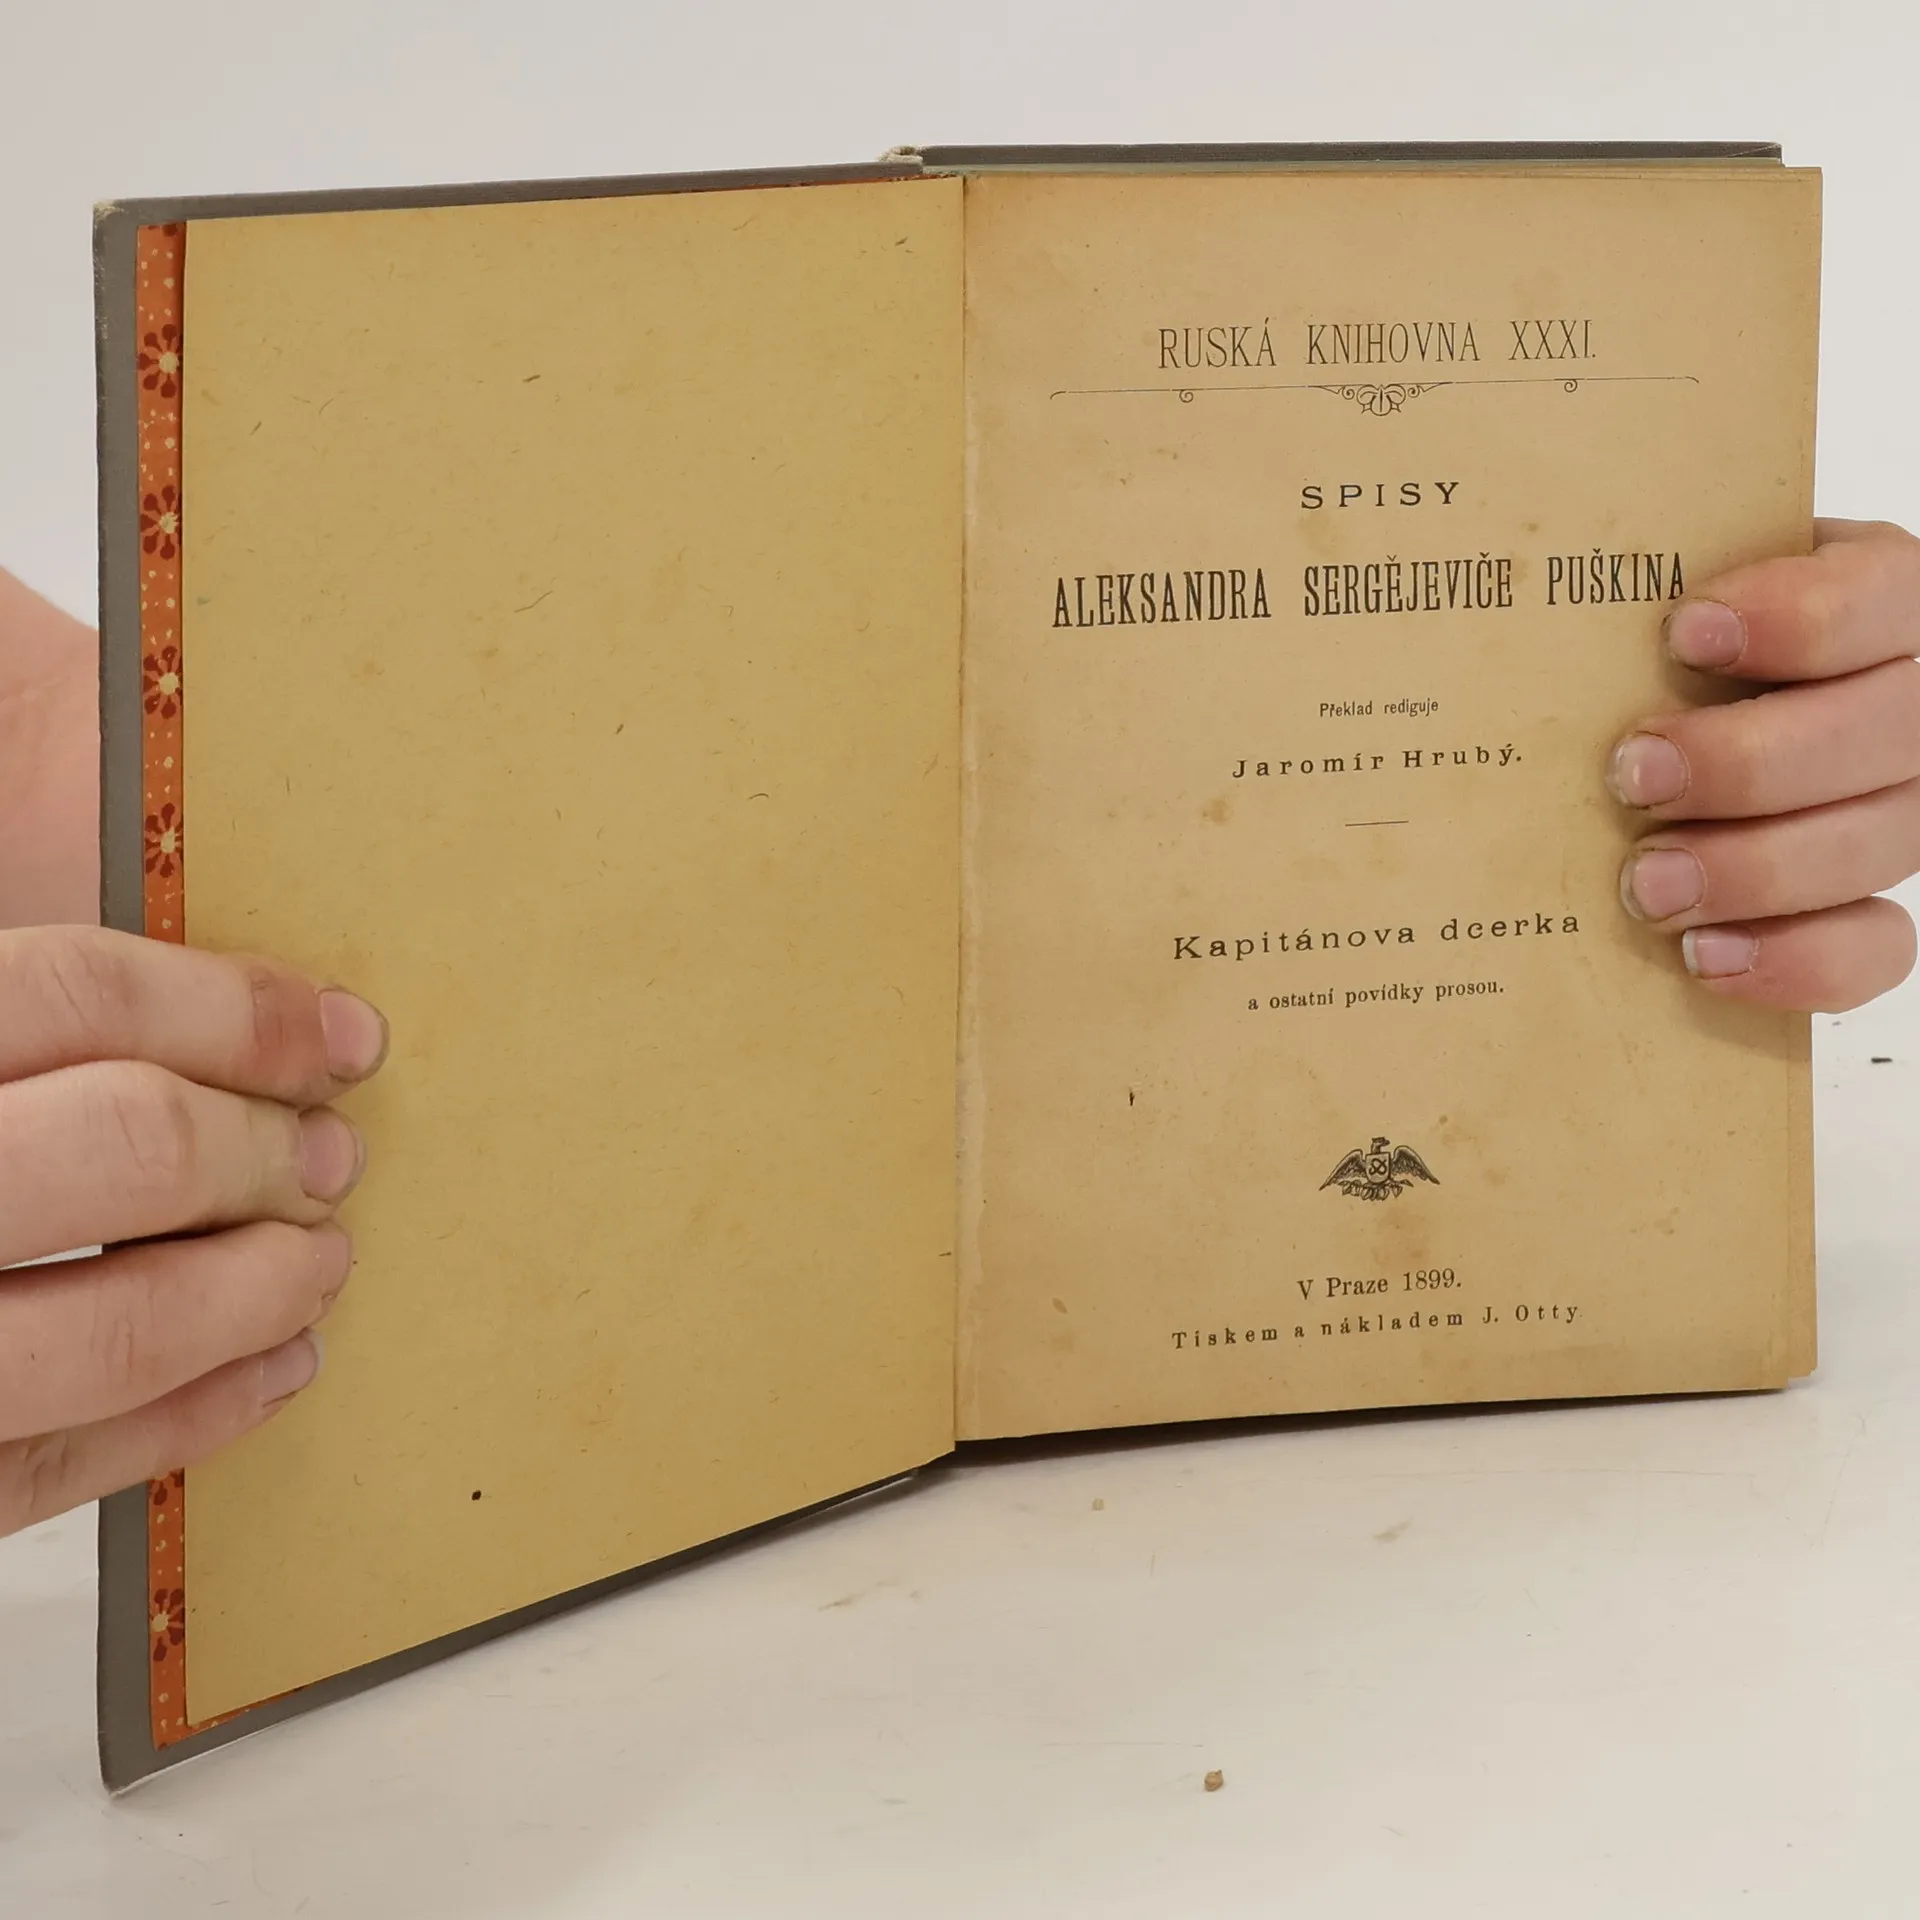 RUSKÁ KNIHOVNA XXXI.
SPISY
ALEKSANDRA SERGĚJEVIČE PUŠKINA
Překlad rediguje
Jaromír Hrubý.
Kapitánova dcerka
a ostatní povídky prosou.
V Praze 1899.
Tiskem a nákladem J. Otty.